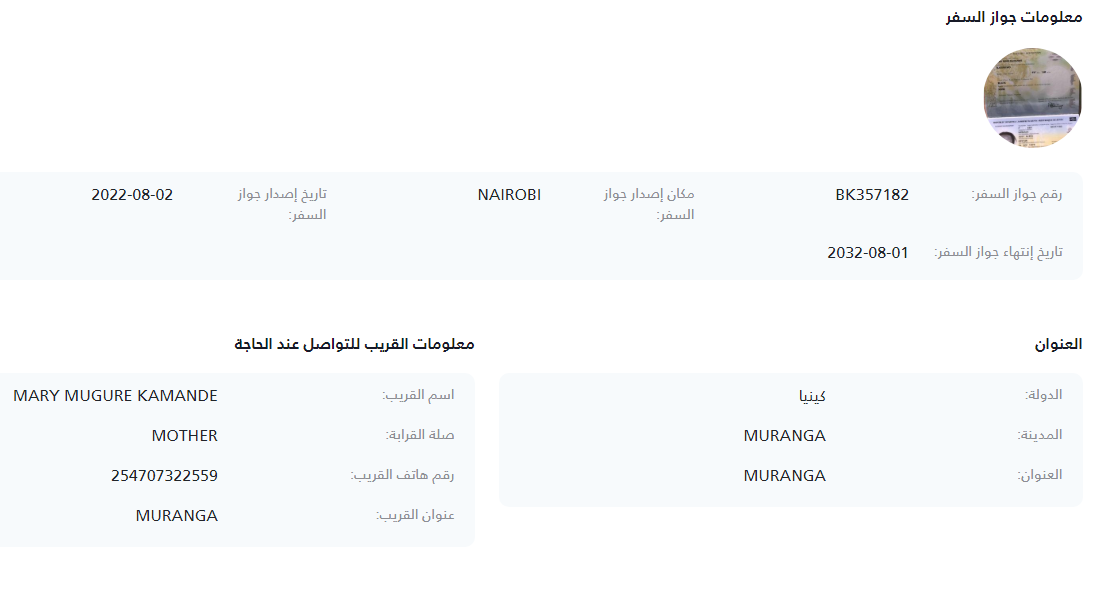 معلومات جواز السفر
رقم جواز السفر: BK357182
مكان إصدار جواز السفر: NAIROBI
تاريخ إصدار جواز السفر: 2022-08-02
تاريخ إنتهاء جواز السفر: 2032-08-01
العنوان
الدولة: كينيا
المدينة: MURANGA
العنوان: MURANGA
معلومات القريب للتواصل عند الحاجة
اسم القريب: MARY MUGURE KAMANDE
صلة القرابة: MOTHER
رقم هاتف القريب: 254707322559
عنوان القريب: MURANGA